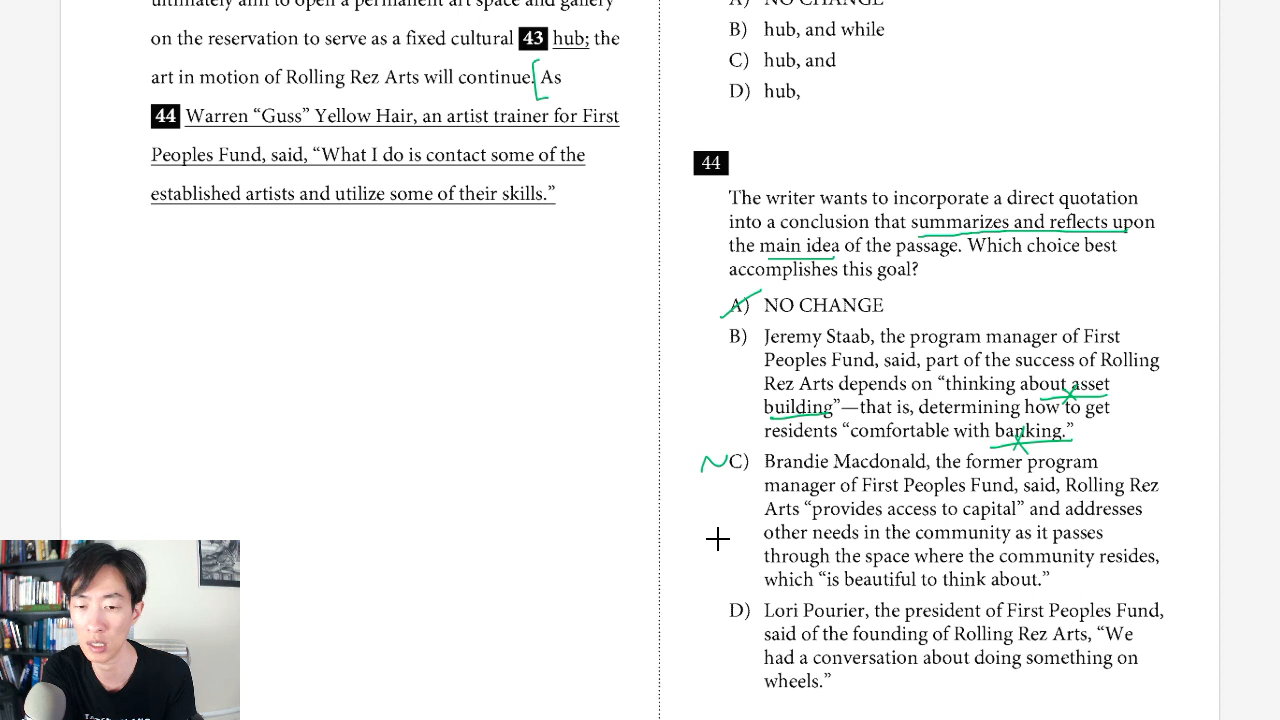 ultimately aim to open a permanent art space and gallery
on the reservation to serve as a fixed cultural 43 hub; the
art in motion of Rolling Rez Arts will continue. As
44 Warren “Guss” Yellow Hair, an artist trainer for First
Peoples Fund, said, “What I do is contact some of the
established artists and utilize some of their skills.”
A) NO CHANGE
B) hub, and while
C) hub, and
D) hub,
44
The writer wants to incorporate a direct quotation
into a conclusion that summarizes and reflects upon
the main idea of the passage. Which choice best
accomplishes this goal?
A) NO CHANGE
B) Jeremy Staab, the program manager of First
Peoples Fund, said, part of the success of Rolling
Rez Arts depends on “thinking about asset
building”—that is, determining how to get
residents “comfortable with banking.”
C) Brandie Macdonald, the former program
manager of First Peoples Fund, said, Rolling Rez
Arts “provides access to capital” and addresses
other needs in the community as it passes
through the space where the community resides,
which “is beautiful to think about.”
D) Lori Pourier, the president of First Peoples Fund,
said of the founding of Rolling Rez Arts, “We
had a conversation about doing something on
wheels.”